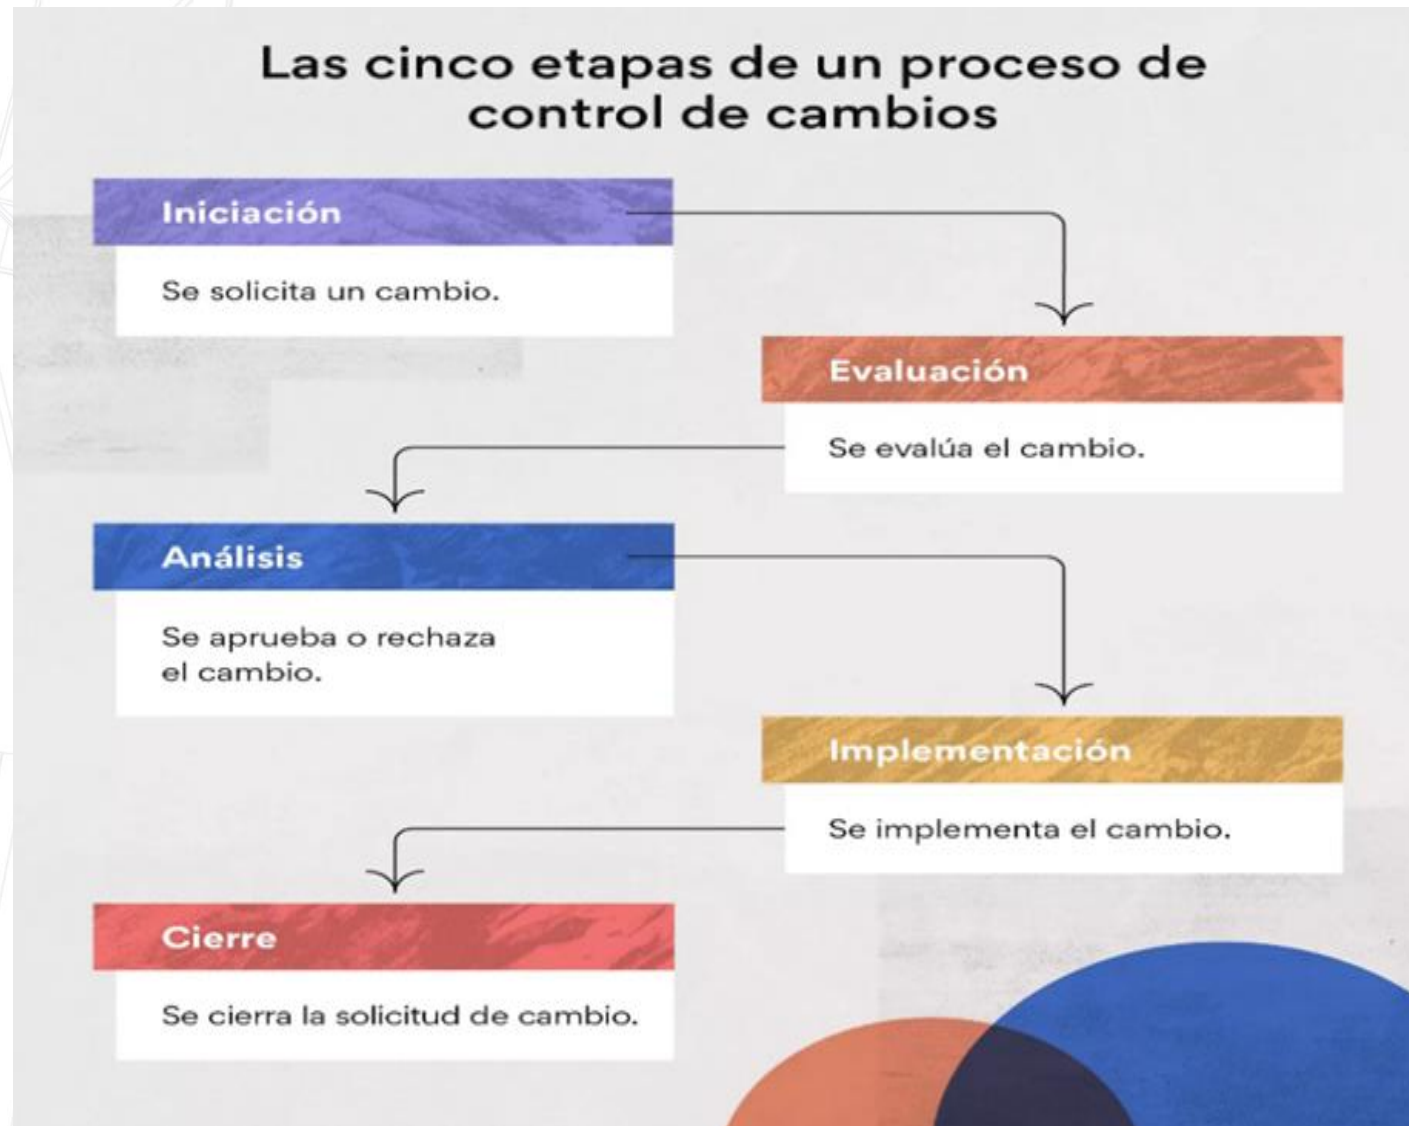 Las cinco etapas de un proceso de
control de cambios
Iniciación
Se solicita un cambio.
Evaluación
Se evalúa el cambio.
Análisis
Se aprueba o rechaza
el cambio.
Implementación
Se implementa el cambio.
Cierre
Se cierra la solicitud de cambio.